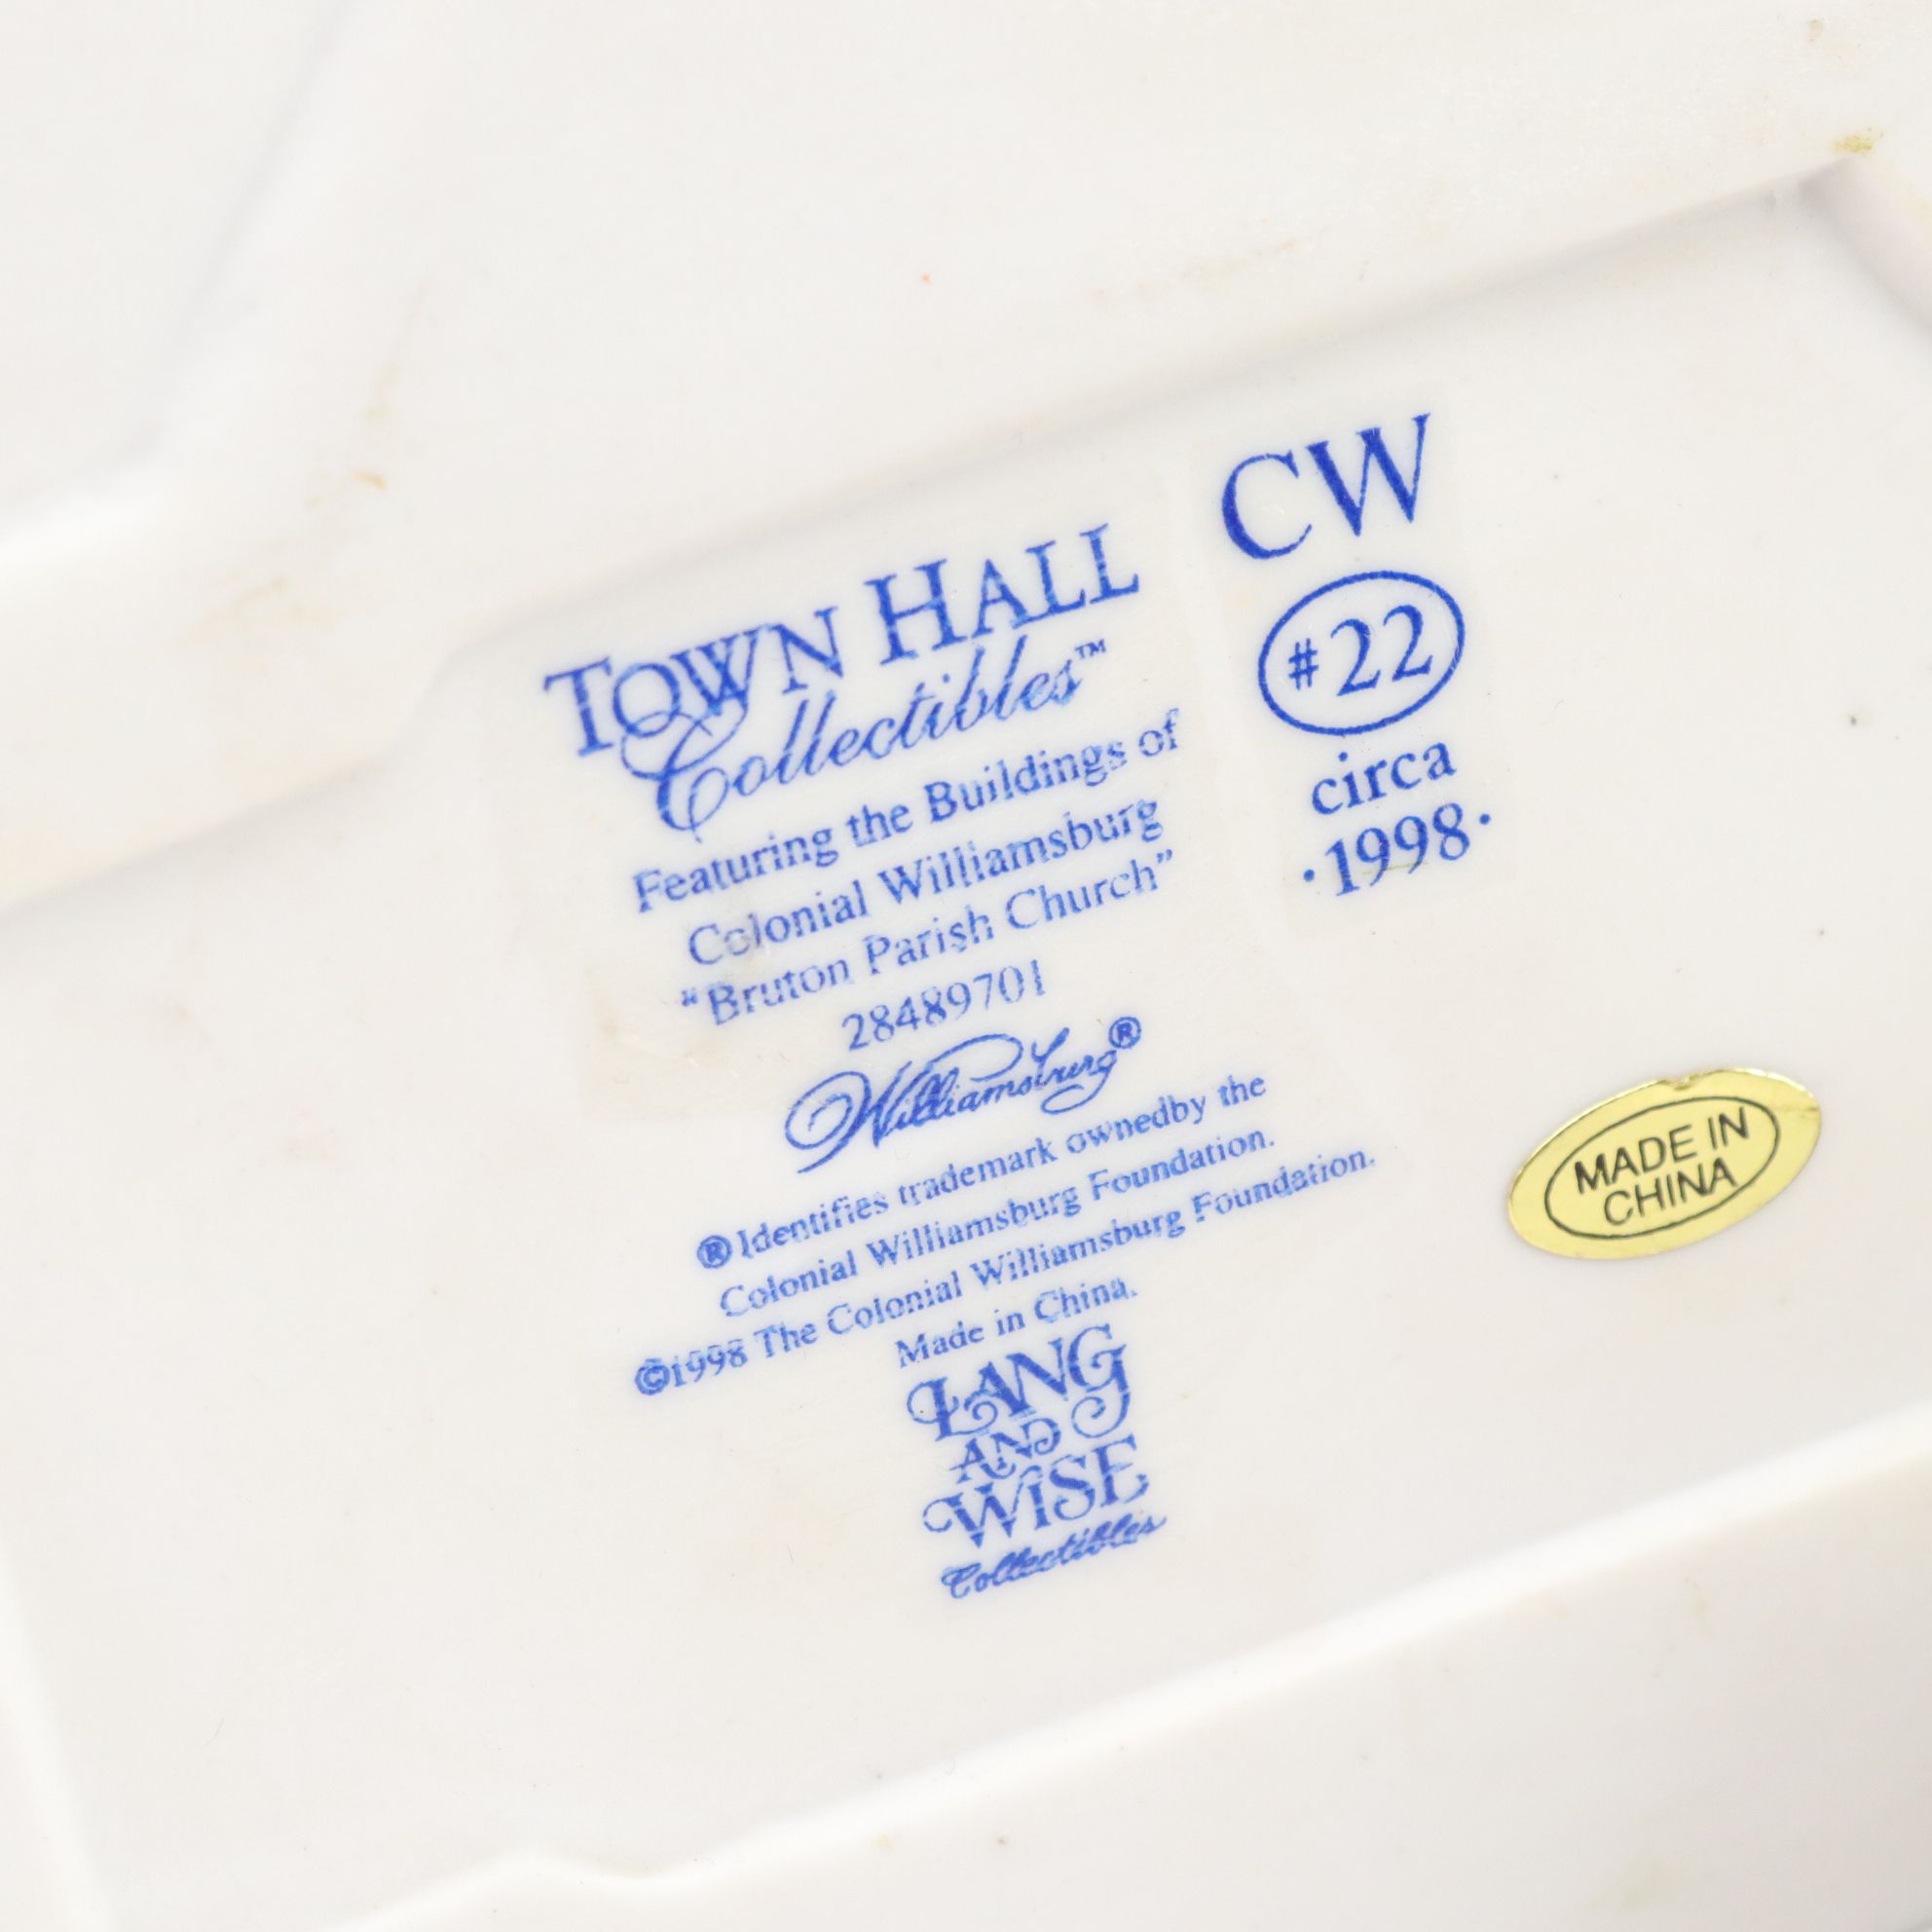 TOWN HALL
Collectibles™
Featuring the Buildings of
Colonial Williamsburg
"Bruton Parish Church"
28489701
Williamsburg®
® Identifies trademark ownedby the
Colonial Williamsburg Foundation.
©1998 The Colonial Williamsburg Foundation.
Made in China.
LANG
AND
WISE
Collectibles
CW
#22
circa
·1998·
MADE IN
CHINA